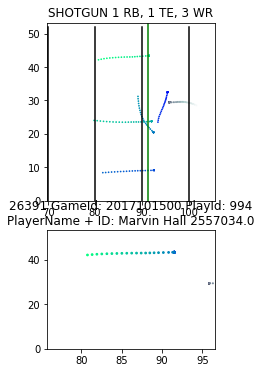 SHOTGUN 1 RB, 1 TE, 3 WR
50
40
30
20
10
0
70 80 90 100
26391 GameId: 2017101500 PlayId: 994
PlayerName + ID: Marvin Hall 2557034.0
40
20
0
80 85 90 95